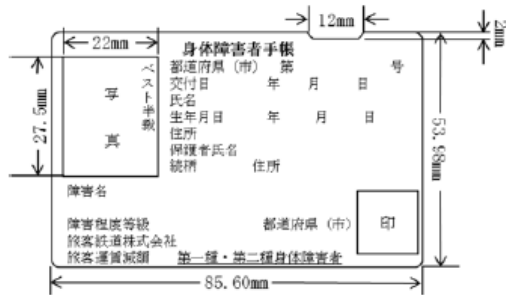 12mm
2mm
22mm
身体障害者手帳
都道府県（市） 第 号
交付日 年 月 日
氏名
生年月日 年 月 日
住所
保護者氏名
続柄 住所
写真
ベスト半截
27.5mm
53.98mm
障害名
障害程度等級
旅客鉄道株式会社
旅客運賃減額 第一種・第二種身体障害者
都道府県（市） 印
85.60mm